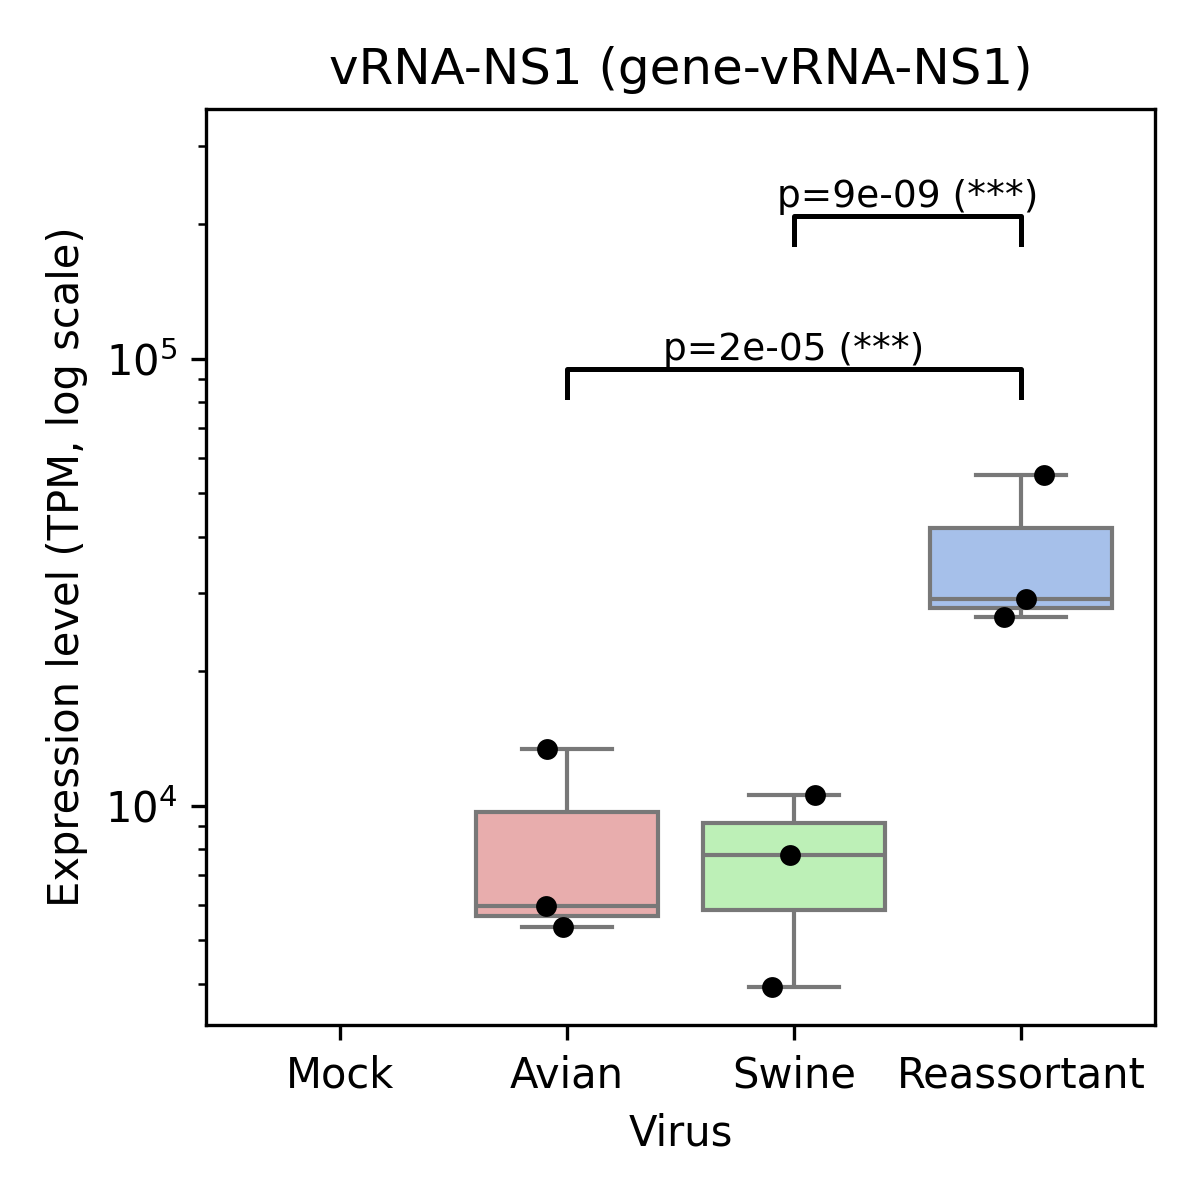 vRNA-NS1 (gene-vRNA-NS1)
p=9e-09 (***)
p=2e-05 (***)
Expression level (TPM, log scale)
10⁵
10⁴
Mock Avian Swine Reassortant
Virus